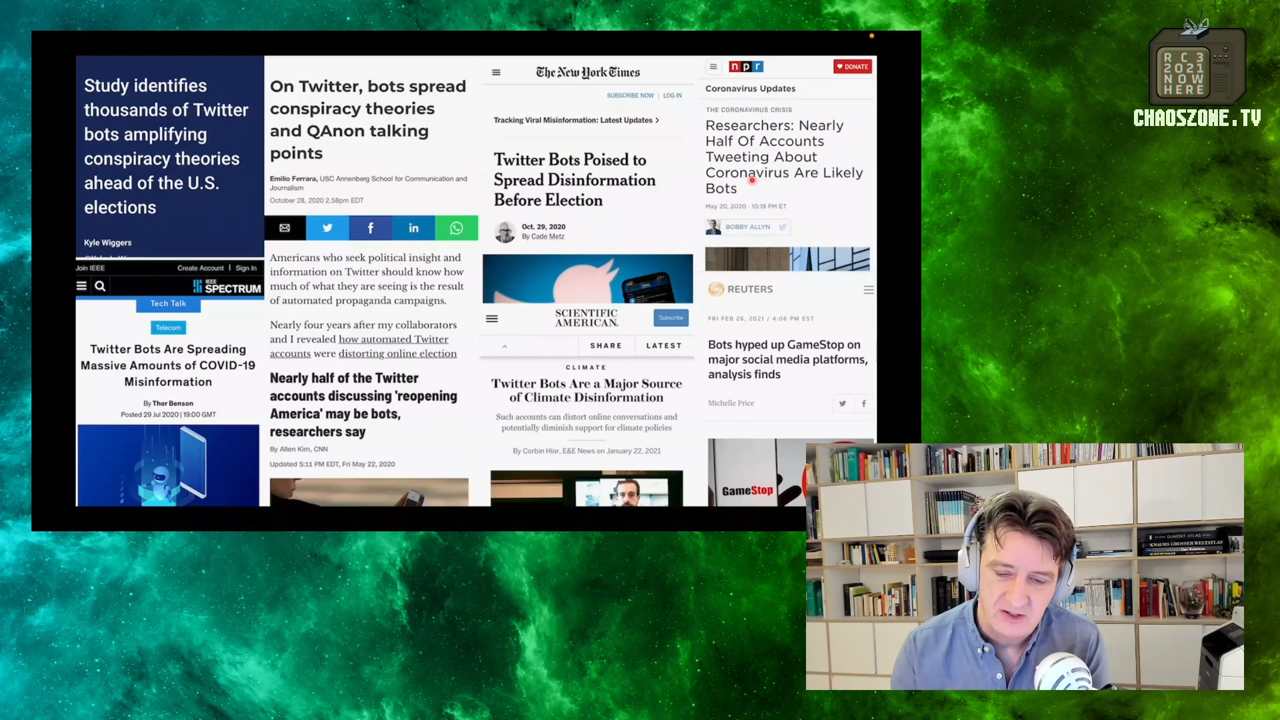 Study identifies
thousands of Twitter
bots amplifying
conspiracy theories
ahead of the U.S.
elections
Kyle Wiggers
Join IEEE
Create Account | Sign In
IEEE
SPECTRUM
Tech Talk
Telecom
Twitter Bots Are Spreading
Massive Amounts of COVID-19
Misinformation
By Thor Benson
Posted 29 Jul 2020 | 19:00 GMT
On Twitter, bots spread
conspiracy theories
and QAnon talking
points
Emilio Ferrara, USC Annenberg School for Communication and
Journalism
October 28, 2020 2.58pm EDT
Americans who seek political insight and
information on Twitter should know how
much of what they are seeing is the result
of automated propaganda campaigns.
Nearly four years after my collaborators
and I revealed how automated Twitter
accounts were distorting online election
Nearly half of the Twitter
accounts discussing 'reopening
America' may be bots,
researchers say
By Allen Kim, CNN
Updated 5:11 PM EDT, Fri May 22, 2020
The New York Times
SUBSCRIBE NOW | LOG IN
Tracking Viral Misinformation: Latest Updates >
Twitter Bots Poised to
Spread Disinformation
Before Election
Oct. 29, 2020
By Cade Metz
SCIENTIFIC
AMERICAN.
Subscribe
SHARE
LATEST
CLIMATE
Twitter Bots Are a Major Source
of Climate Disinformation
Such accounts can distort online conversations and
potentially diminish support for climate policies
By Corbin Hiar, E&E News on January 22, 2021
npr
DONATE
Coronavirus Updates
THE CORONAVIRUS CRISIS
Researchers: Nearly
Half Of Accounts
Tweeting About
Coronavirus Are Likely
Bots
May 20, 2020 · 10:19 PM ET
BOBBY ALLYN
REUTERS
FRI FEB 26, 2021 / 4:06 PM EST
Bots hyped up GameStop on
major social media platforms,
analysis finds
Michelle Price
GameStop
RC3
2021
NOW
HERE
CHAOSZONE.TV
DUMONT ATLAS
KNAURS GROSSER WELTATLAS